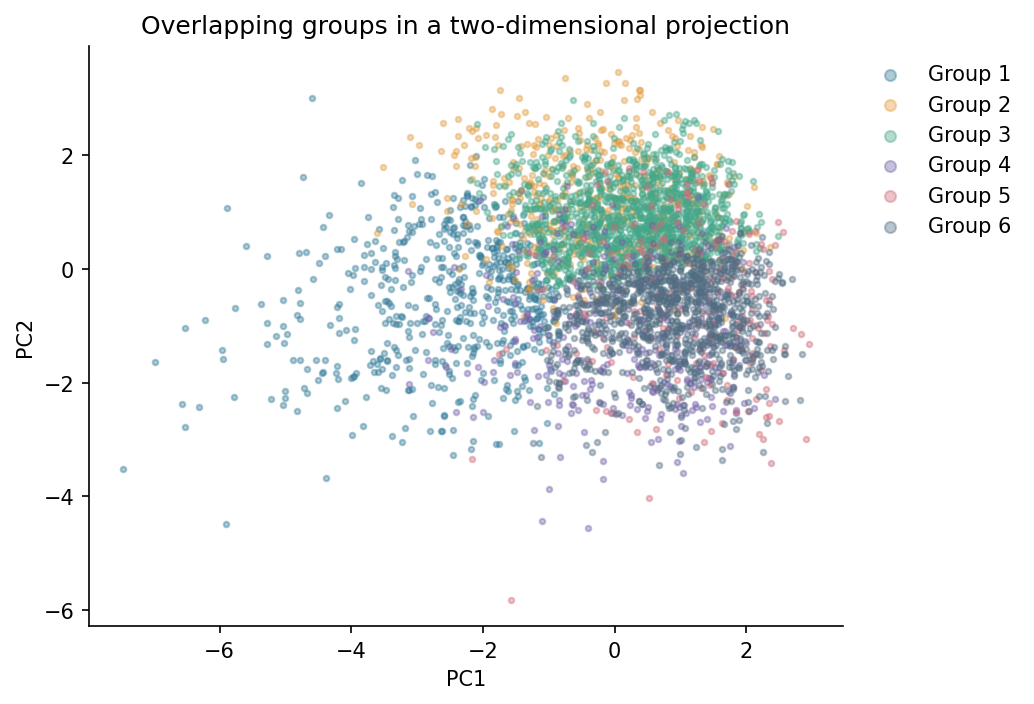 Overlapping groups in a two-dimensional projection
Group 1
Group 2
Group 3
Group 4
Group 5
Group 6
2
0
−2
−4
−6
PC2
−6
−4
−2
0
2
PC1